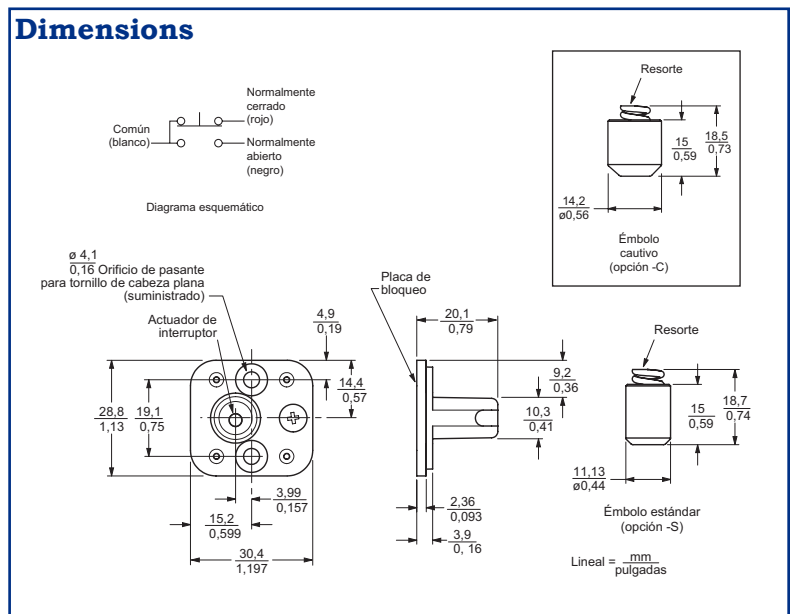 Dimensions
Normalmente
cerrado
(rojo)
Común
(blanco)
Normalmente
abierto
(negro)
Diagrama esquemático
Resorte
15
0,59
18,5
0,73
14,2
ø0,56
Émbolo
cautivo
(opción -C)
ø 4,1
0,16 Orificio de pasante
para tornillo de cabeza plana
(suministrado)
Actuador de
interruptor
4,9
0,19
14,4
0,57
28,8
1,13
19,1
0,75
3,99
0,157
15,2
0,599
30,4
1,197
Placa de
bloqueo
20,1
0,79
9,2
0,36
10,3
0,41
2,36
0,093
3,9
0, 16
Resorte
15
0,59
18,7
0,74
11,13
ø0,44
Émbolo estándar
(opción -S)
Lineal = mm
pulgadas